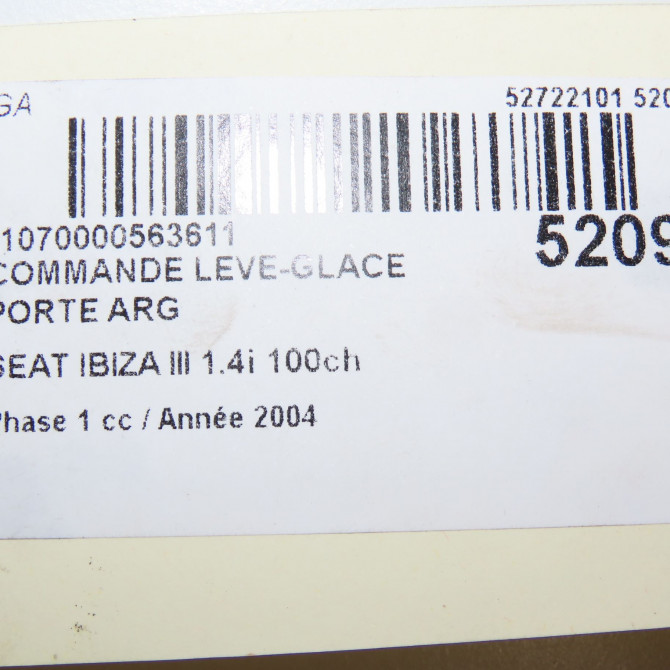 GA 52722101 520
1070000563611
5209
COMMANDE LEVE-GLACE
PORTE ARG
SEAT IBIZA III 1.4i 100ch
Phase 1 cc / Année 2004